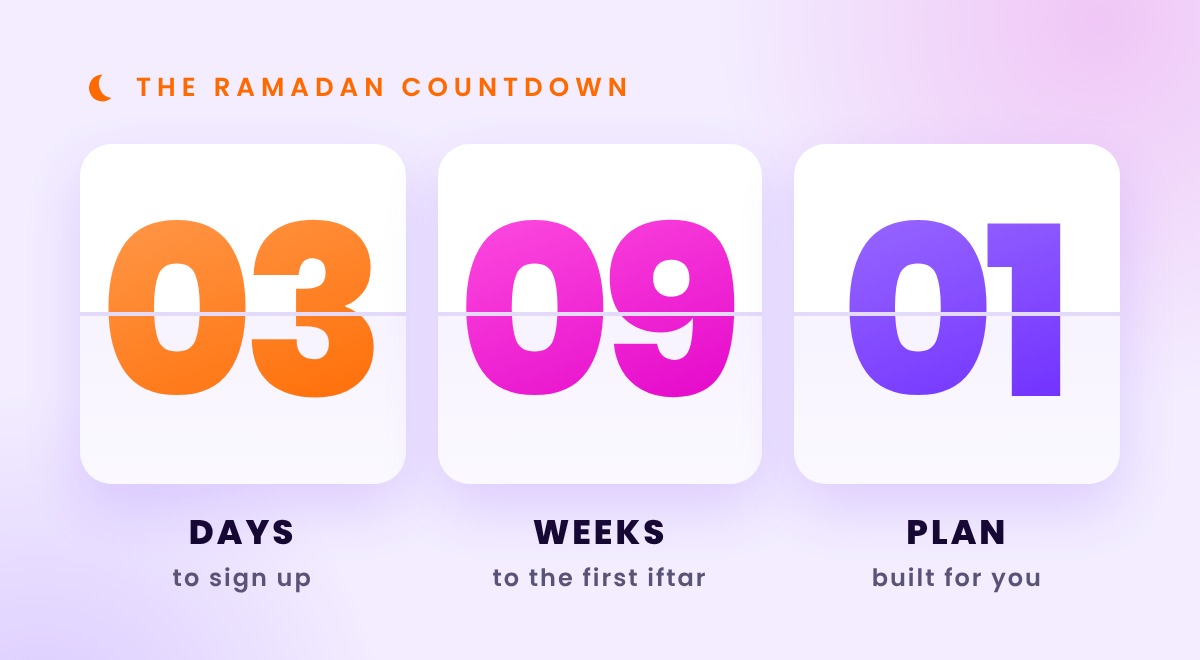 THE RAMADAN COUNTDOWN
03
09
01
DAYS
WEEKS
PLAN
to sign up
to the first iftar
built for you